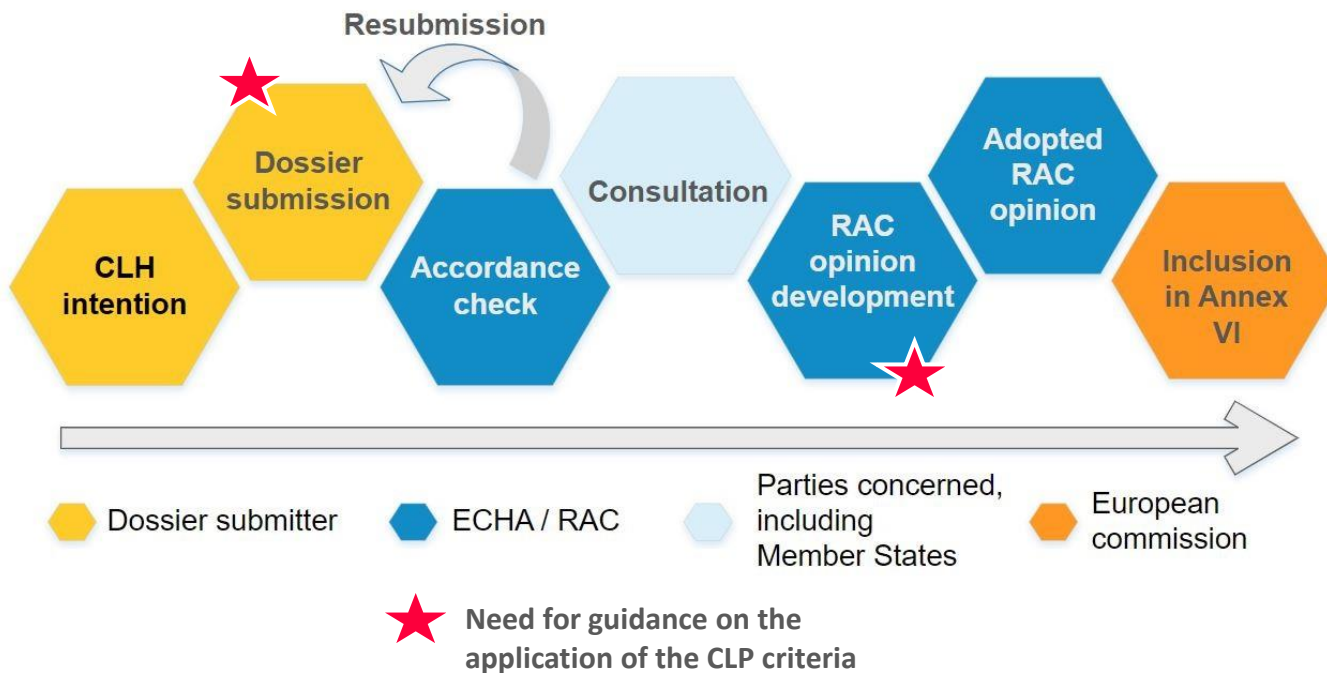 Resubmission
CLH
intention
Dossier
submission
Accordance
check
Consultation
RAC
opinion
development
Adopted
RAC
opinion
Inclusion
in Annex
VI
Dossier submitter
ECHA / RAC
Parties concerned,
including
Member States
European
commission
Need for guidance on the
application of the CLP criteria